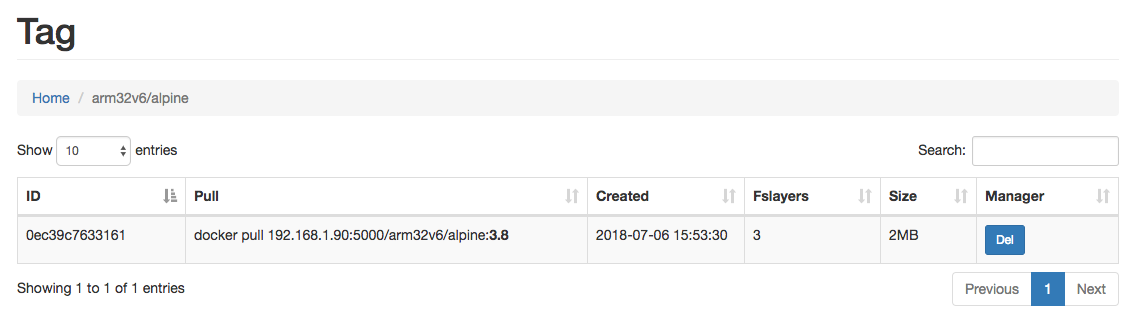 Tag
Home / arm32v6/alpine
Show 10 entries Search:
ID Pull Created Fslayers Size Manager
0ec39c7633161 docker pull 192.168.1.90:5000/arm32v6/alpine:3.8 2018-07-06 15:53:30 3 2MB Del
Showing 1 to 1 of 1 entries Previous 1 Next